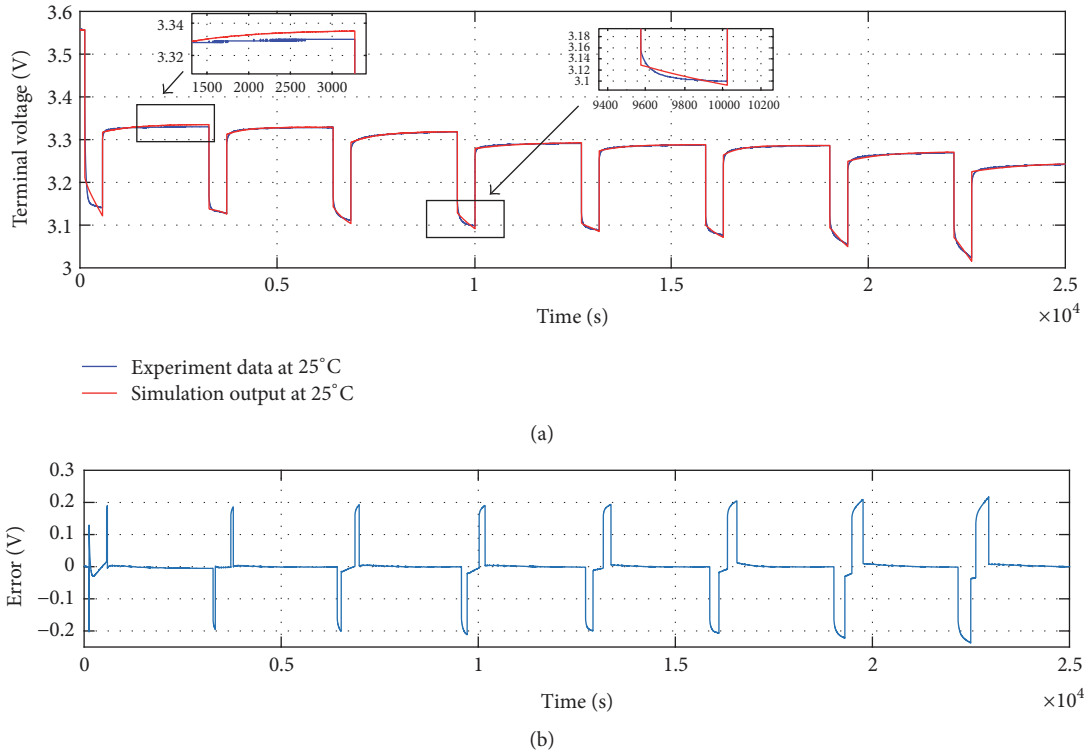 3.6
3.5
3.4
3.3
3.2
3.1
3
Terminal voltage (V)
3.34
3.33
3.32
1500 2000 2500 3000
3.18
3.16
3.14
3.12
3.1
9400 9600 9800 10000 10200
0 0.5 1 1.5 2 2.5
×10⁴
Time (s)
Experiment data at 25°C
Simulation output at 25°C
(a)
0.3
0.2
0.1
0
−0.1
−0.2
Error (V)
0 0.5 1 1.5 2 2.5
×10⁴
Time (s)
(b)